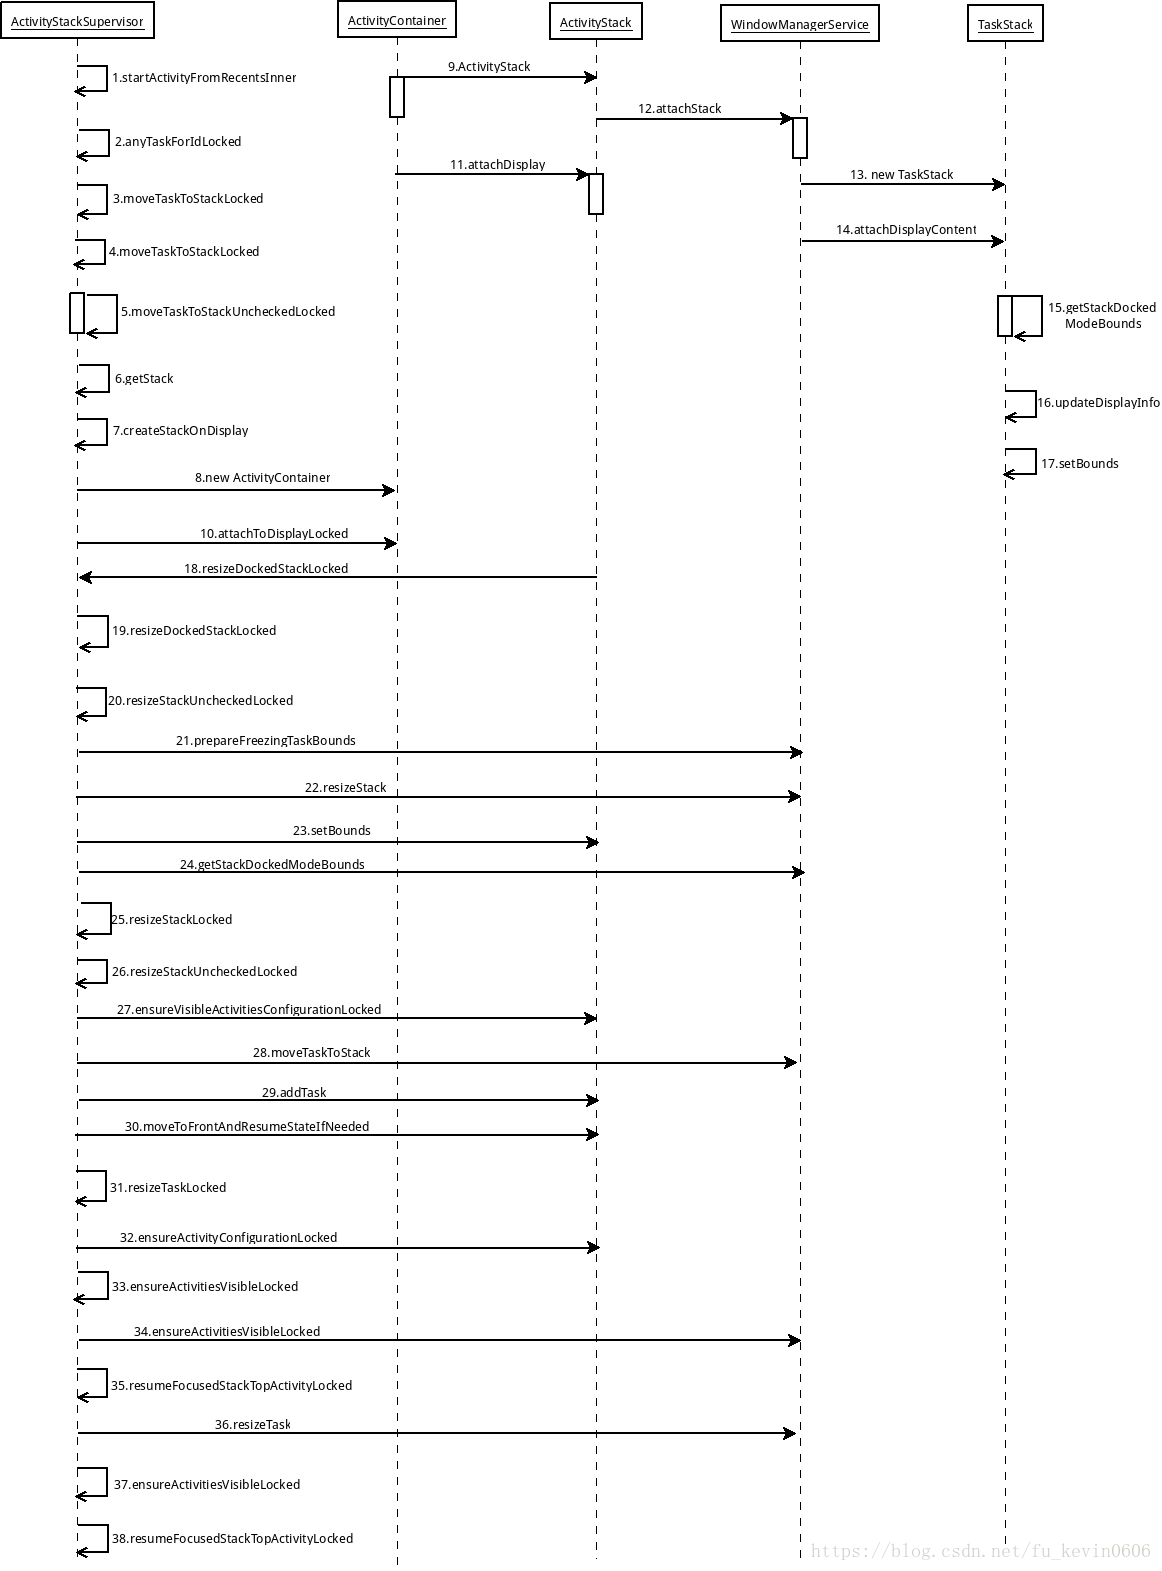 ActivityStackSupervisor
ActivityContainer
ActivityStack
WindowManagerService
TaskStack
1.startActivityFromRecentsInner
9.ActivityStack
12.attachStack
2.anyTaskForIdLocked
11.attachDisplay
13. new TaskStack
3.moveTaskToStackLocked
14.attachDisplayContent
4.moveTaskToStackLocked
5.moveTaskToStackUncheckedLocked
15.getStackDocked
ModeBounds
6.getStack
16.updateDisplayInfo
7.createStackOnDisplay
17.setBounds
8.new ActivityContainer
10.attachToDisplayLocked
18.resizeDockedStackLocked
19.resizeDockedStackLocked
20.resizeStackUncheckedLocked
21.prepareFreezingTaskBounds
22.resizeStack
23.setBounds
24.getStackDockedModeBounds
25.resizeStackLocked
26.resizeStackUncheckedLocked
27.ensureVisibleActivitiesConfigurationLocked
28.moveTaskToStack
29.addTask
30.moveToFrontAndResumeStateIfNeeded
31.resizeTaskLocked
32.ensureActivityConfigurationLocked
33.ensureActivitiesVisibleLocked
34.ensureActivitiesVisibleLocked
35.resumeFocusedStackTopActivityLocked
36.resizeTask
37.ensureActivitiesVisibleLocked
38.resumeFocusedStackTopActivityLocked
https://blog.csdn.net/fu_kevin0606